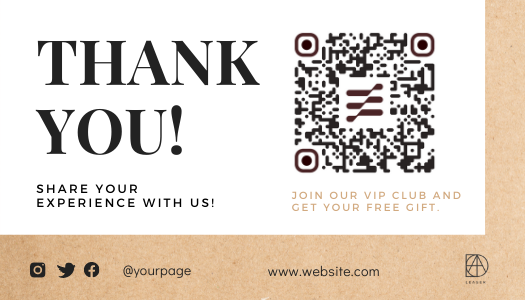 THANK
YOU!
SHARE YOUR
EXPERIENCE WITH US!
JOIN OUR VIP CLUB AND
GET YOUR FREE GIFT.
@yourpage
www.website.com